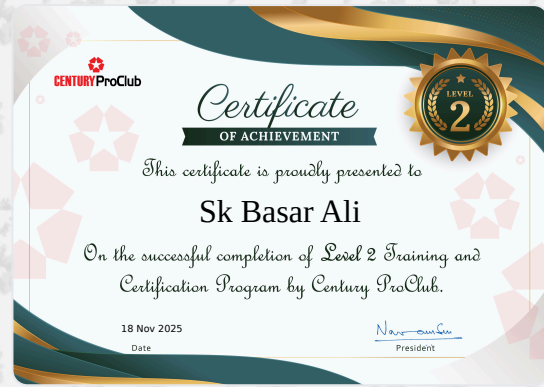 CENTURY ProClub
LEVEL
2
Certificate
OF ACHIEVEMENT
This certificate is proudly presented to
Sk Basar Ali
On the successful completion of Level 2 Training and
Certification Program by Century ProClub.
18 Nov 2025
Date
President